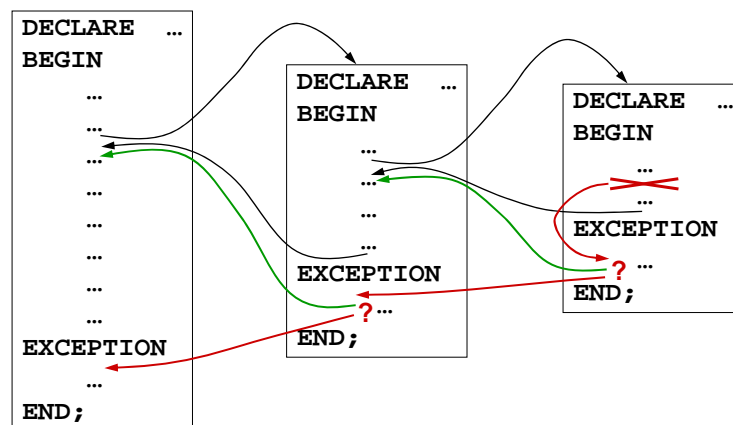 DECLARE …
BEGIN
…
…
…
…
…
…
…
…
EXCEPTION
…
END;
DECLARE …
BEGIN
…
…
…
…
EXCEPTION
? …
END;
DECLARE …
BEGIN
…
…
EXCEPTION
? …
END;